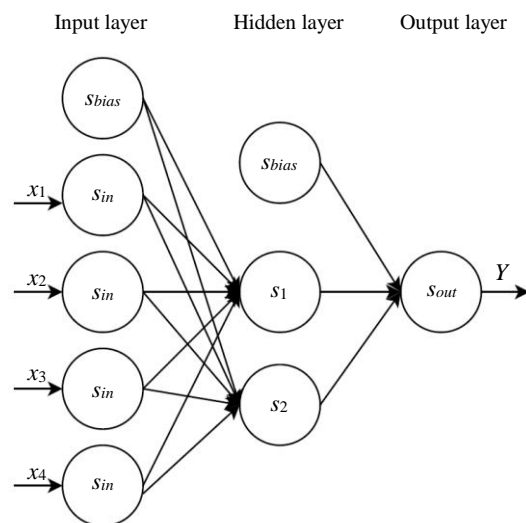 Input layer Hidden layer Output layer
sbias
sbias
x1 sin
x2 sin s1 sout Y
x3 sin
s2
x4 sin